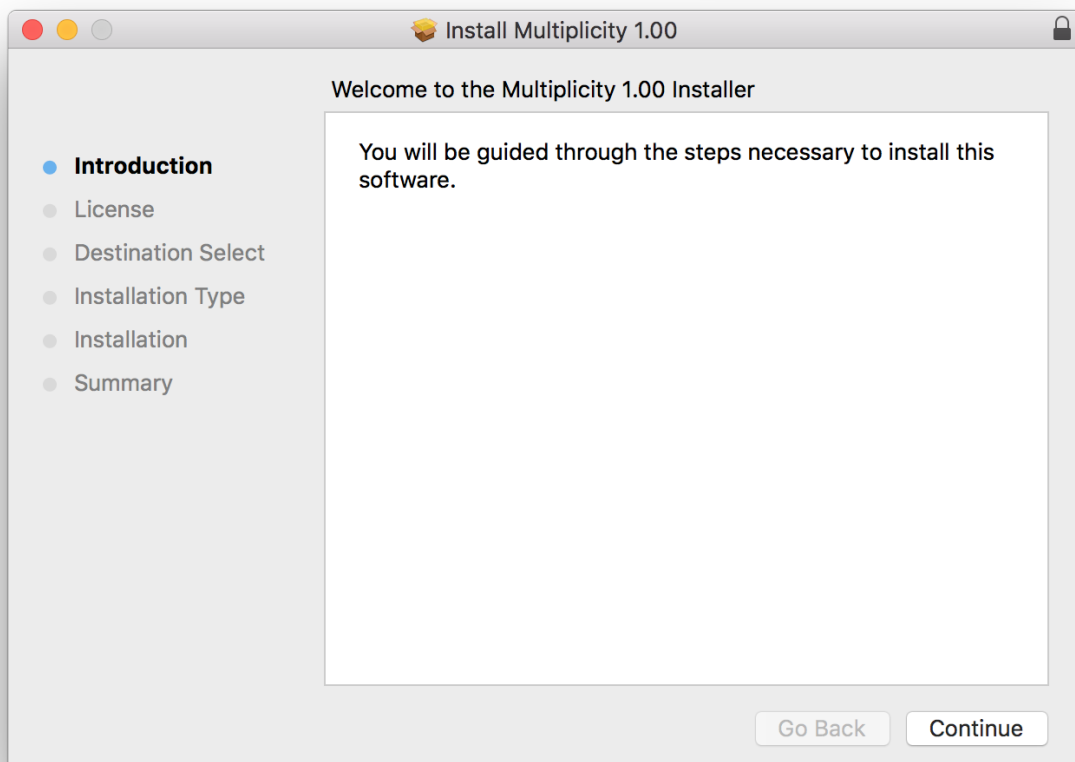 Install Multiplicity 1.00
Welcome to the Multiplicity 1.00 Installer
Introduction
License
Destination Select
Installation Type
Installation
Summary
You will be guided through the steps necessary to install this
software.
Go Back
Continue